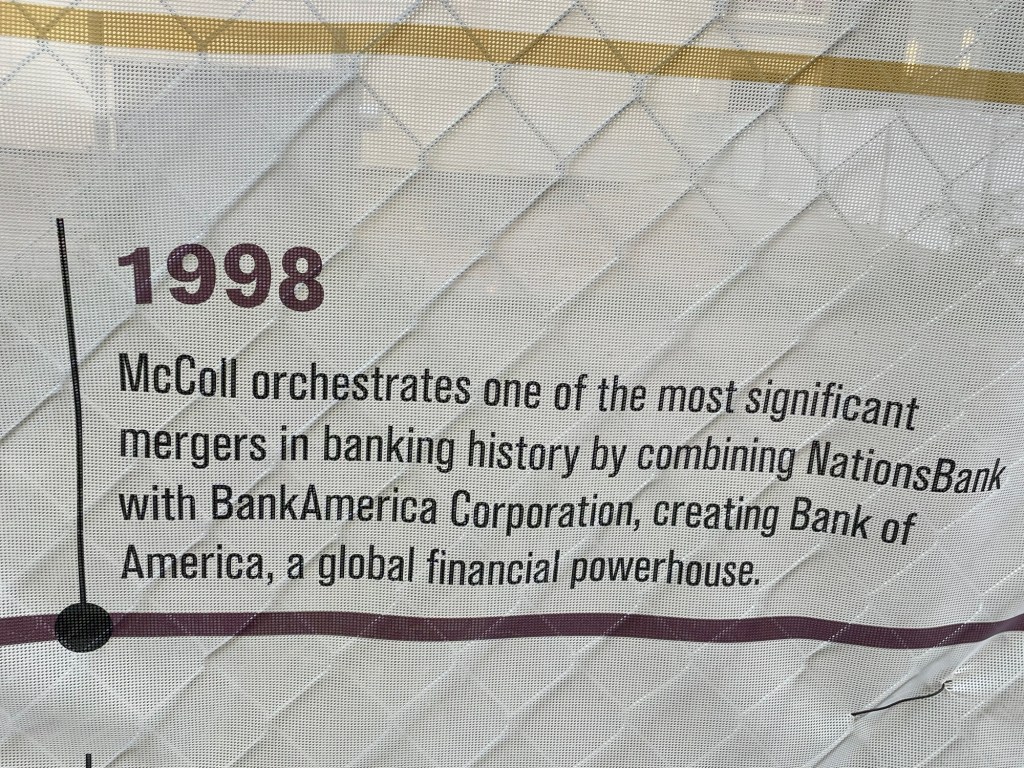 1998
McColl orchestrates one of the most significant
mergers in banking history by combining NationsBank
with BankAmerica Corporation, creating Bank of
America, a global financial powerhouse.